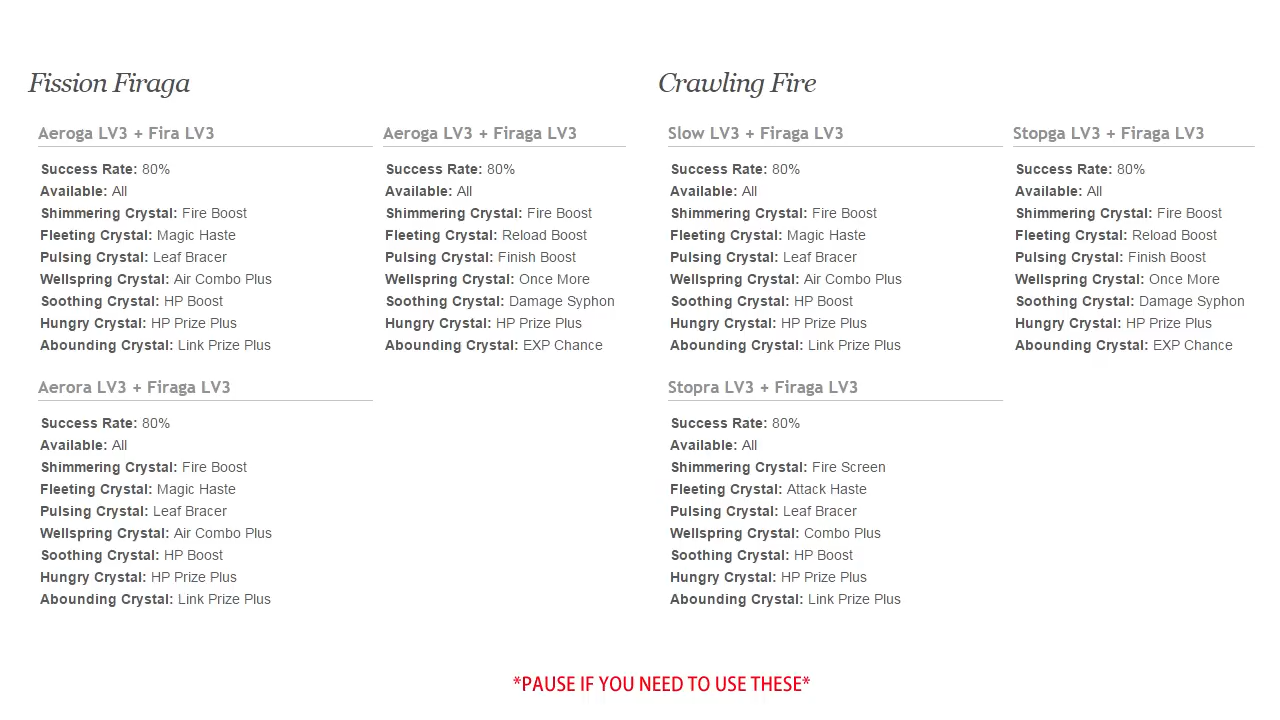 Fission Firaga
Aeroga LV3 + Fira LV3
Success Rate: 80%
Available: All
Shimmering Crystal: Fire Boost
Fleeting Crystal: Magic Haste
Pulsing Crystal: Leaf Bracer
Wellspring Crystal: Air Combo Plus
Soothing Crystal: HP Boost
Hungry Crystal: HP Prize Plus
Abounding Crystal: Link Prize Plus
Aeroga LV3 + Firaga LV3
Success Rate: 80%
Available: All
Shimmering Crystal: Fire Boost
Fleeting Crystal: Reload Boost
Pulsing Crystal: Finish Boost
Wellspring Crystal: Once More
Soothing Crystal: Damage Syphon
Hungry Crystal: HP Prize Plus
Abounding Crystal: EXP Chance
Aerora LV3 + Firaga LV3
Success Rate: 80%
Available: All
Shimmering Crystal: Fire Boost
Fleeting Crystal: Magic Haste
Pulsing Crystal: Leaf Bracer
Wellspring Crystal: Air Combo Plus
Soothing Crystal: HP Boost
Hungry Crystal: HP Prize Plus
Abounding Crystal: Link Prize Plus
Crawling Fire
Slow LV3 + Firaga LV3
Success Rate: 80%
Available: All
Shimmering Crystal: Fire Boost
Fleeting Crystal: Magic Haste
Pulsing Crystal: Leaf Bracer
Wellspring Crystal: Air Combo Plus
Soothing Crystal: HP Boost
Hungry Crystal: HP Prize Plus
Abounding Crystal: Link Prize Plus
Stopga LV3 + Firaga LV3
Success Rate: 80%
Available: All
Shimmering Crystal: Fire Boost
Fleeting Crystal: Reload Boost
Pulsing Crystal: Finish Boost
Wellspring Crystal: Once More
Soothing Crystal: Damage Syphon
Hungry Crystal: HP Prize Plus
Abounding Crystal: EXP Chance
Stopra LV3 + Firaga LV3
Success Rate: 80%
Available: All
Shimmering Crystal: Fire Screen
Fleeting Crystal: Attack Haste
Pulsing Crystal: Leaf Bracer
Wellspring Crystal: Combo Plus
Soothing Crystal: HP Boost
Hungry Crystal: HP Prize Plus
Abounding Crystal: Link Prize Plus
*PAUSE IF YOU NEED TO USE THESE*